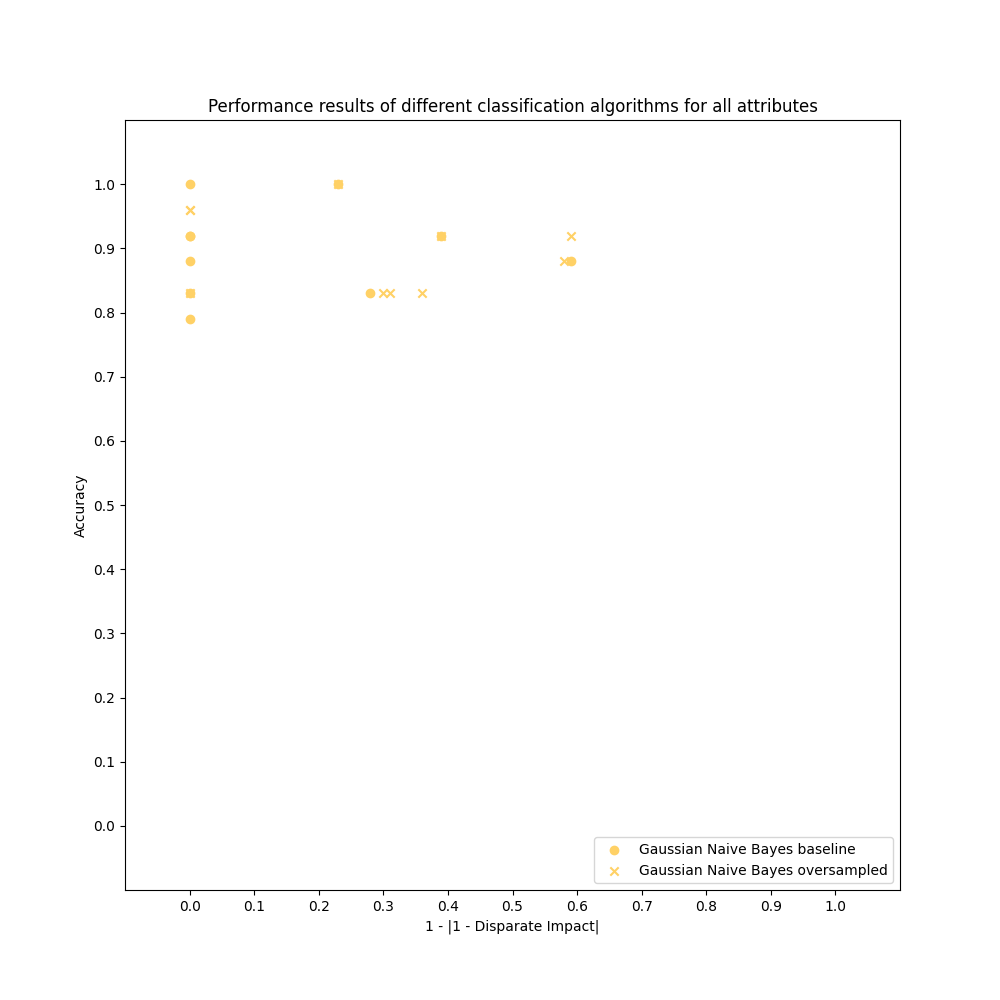 Performance results of different classification algorithms for all attributes
1.0
0.9
0.8
0.7
0.6
0.5
0.4
0.3
0.2
0.1
0.0
Accuracy
Gaussian Naive Bayes baseline
Gaussian Naive Bayes oversampled
0.0 0.1 0.2 0.3 0.4 0.5 0.6 0.7 0.8 0.9 1.0
1 - |1 - Disparate Impact|